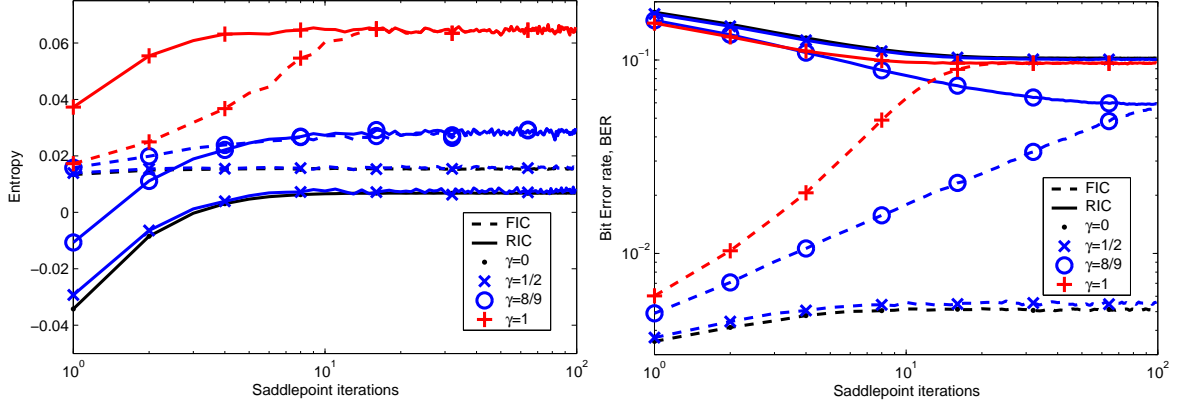 0.06
0.04
0.02
0
−0.02
−0.04
Entropy
10^0
10^1
10^2
Saddlepoint iterations
FIC
RIC
γ=0
γ=1/2
γ=8/9
γ=1
10^−1
10^−2
Bit Error rate, BER
10^0
10^1
10^2
Saddlepoint iterations
FIC
RIC
γ=0
γ=1/2
γ=8/9
γ=1